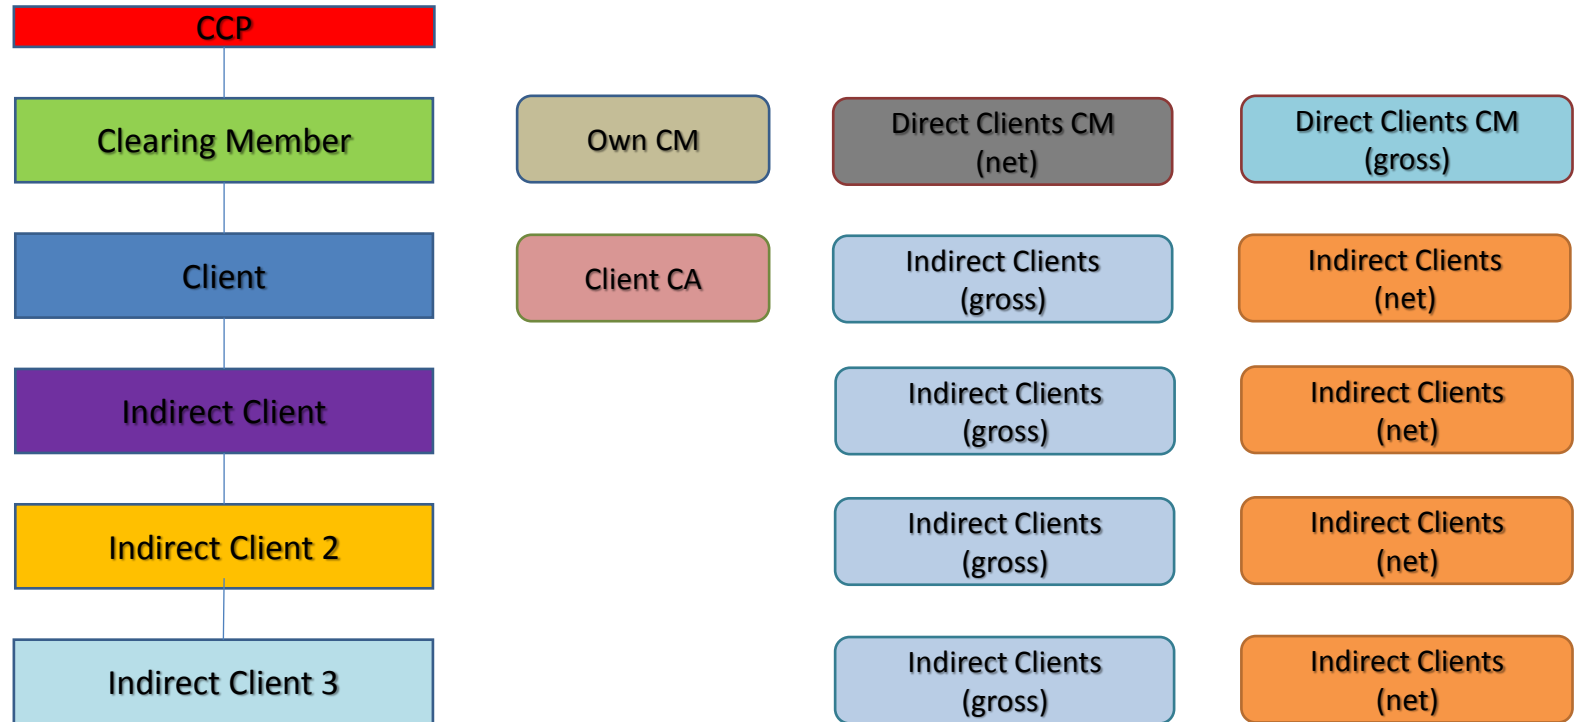 CCP
Clearing Member
Own CM
Direct Clients CM
(net)
Direct Clients CM
(gross)
Client
Client CA
Indirect Clients
(gross)
Indirect Clients
(net)
Indirect Client
Indirect Clients
(gross)
Indirect Clients
(net)
Indirect Client 2
Indirect Clients
(gross)
Indirect Clients
(net)
Indirect Client 3
Indirect Clients
(gross)
Indirect Clients
(net)